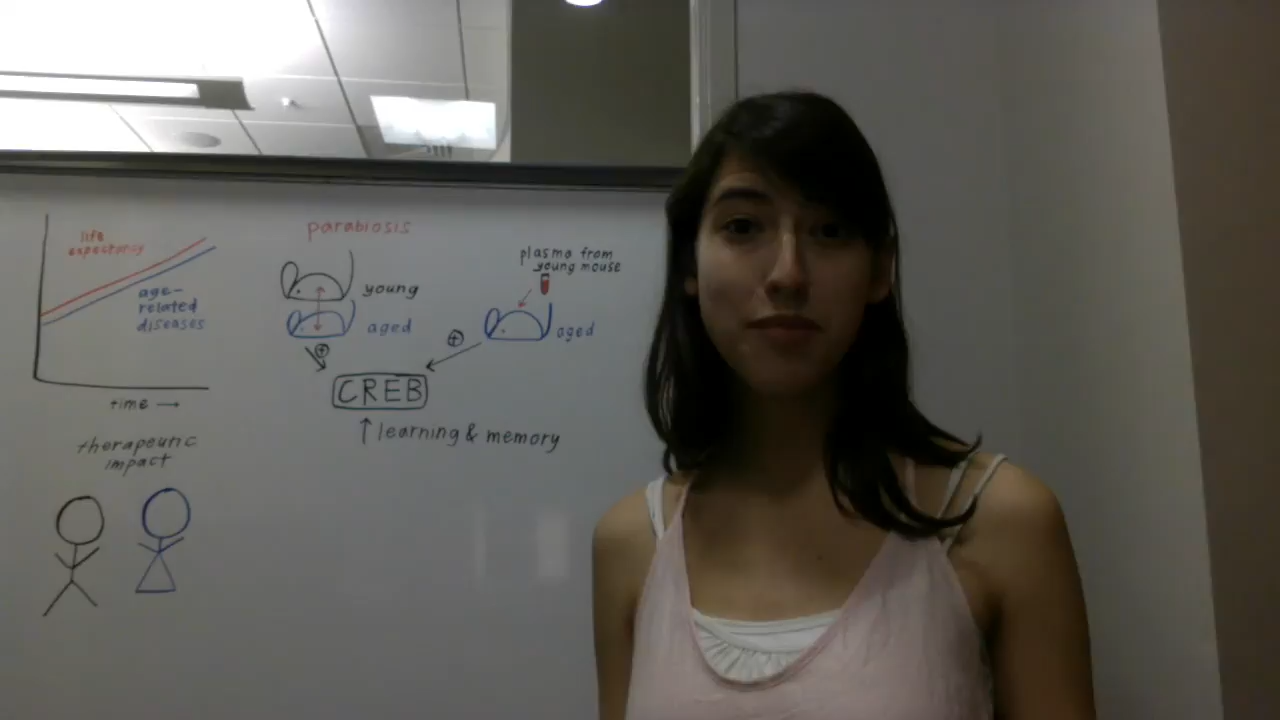 life
expectancy
age-
related
diseases
time →
therapeutic
impact
parabiosis
young
aged
plasma from
young mouse
aged
CREB
↑ learning & memory